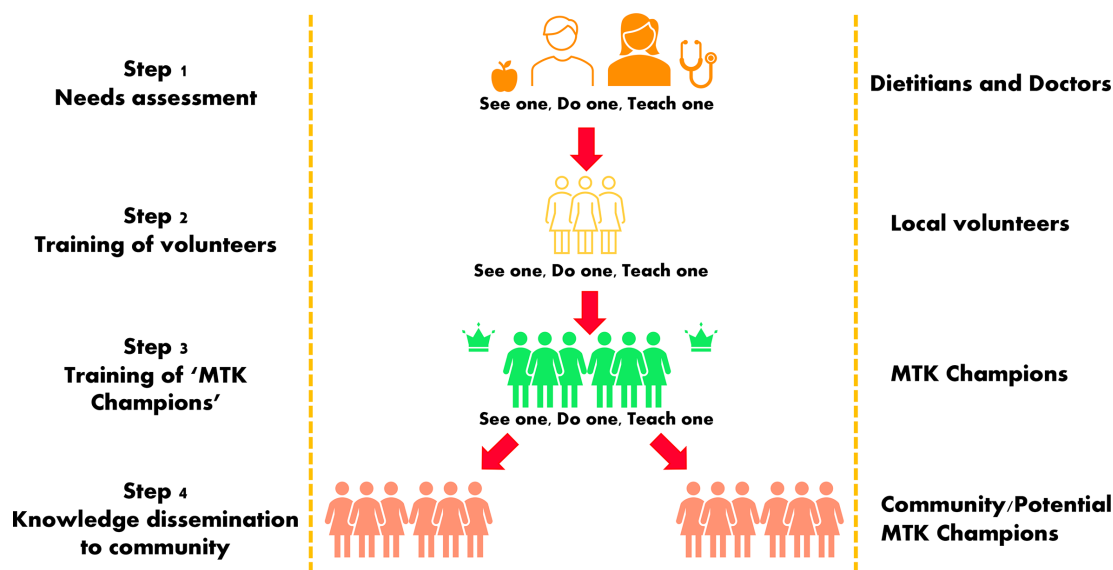 Step 1
Needs assessment
See one, Do one, Teach one
Dietitians and Doctors
Step 2
Training of volunteers
See one, Do one, Teach one
Local volunteers
Step 3
Training of ‘MTK
Champions’
See one, Do one, Teach one
MTK Champions
Step 4
Knowledge dissemination
to community
Community/Potential
MTK Champions